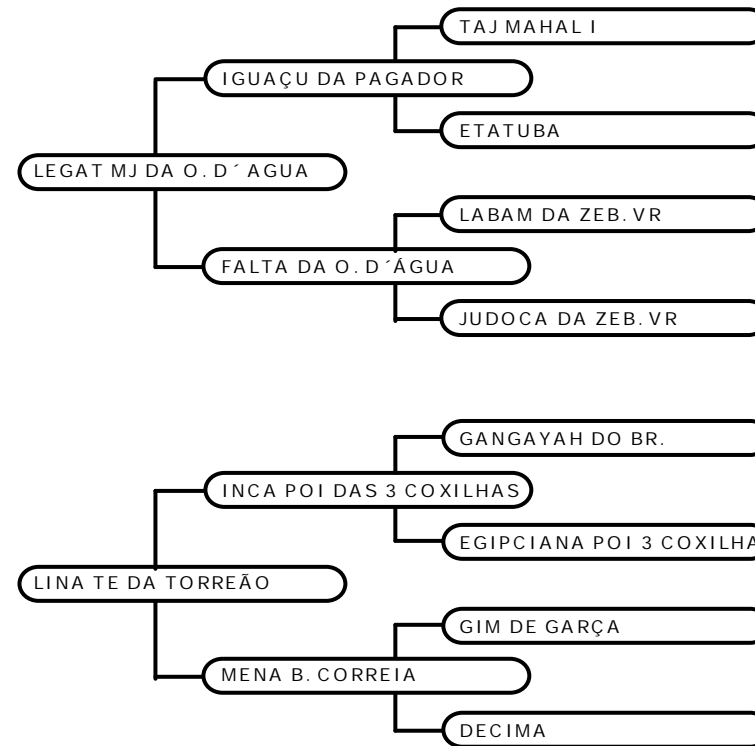 TAJ MAHAL I
IGUAÇU DA PAGADOR
ETATUBA
LEGAT MJ DA O. D´ AGUA
LABAM DA ZEB. VR
FALTA DA O. D´ÁGUA
JUDOCA DA ZEB. VR
GANGAYAH DO BR.
INCA POI DAS 3 COXILHAS
EGIPCIANA POI 3 COXILHA
LINA TE DA TORREÃO
GIM DE GARÇA
MENA B. CORREIA
DECIMA